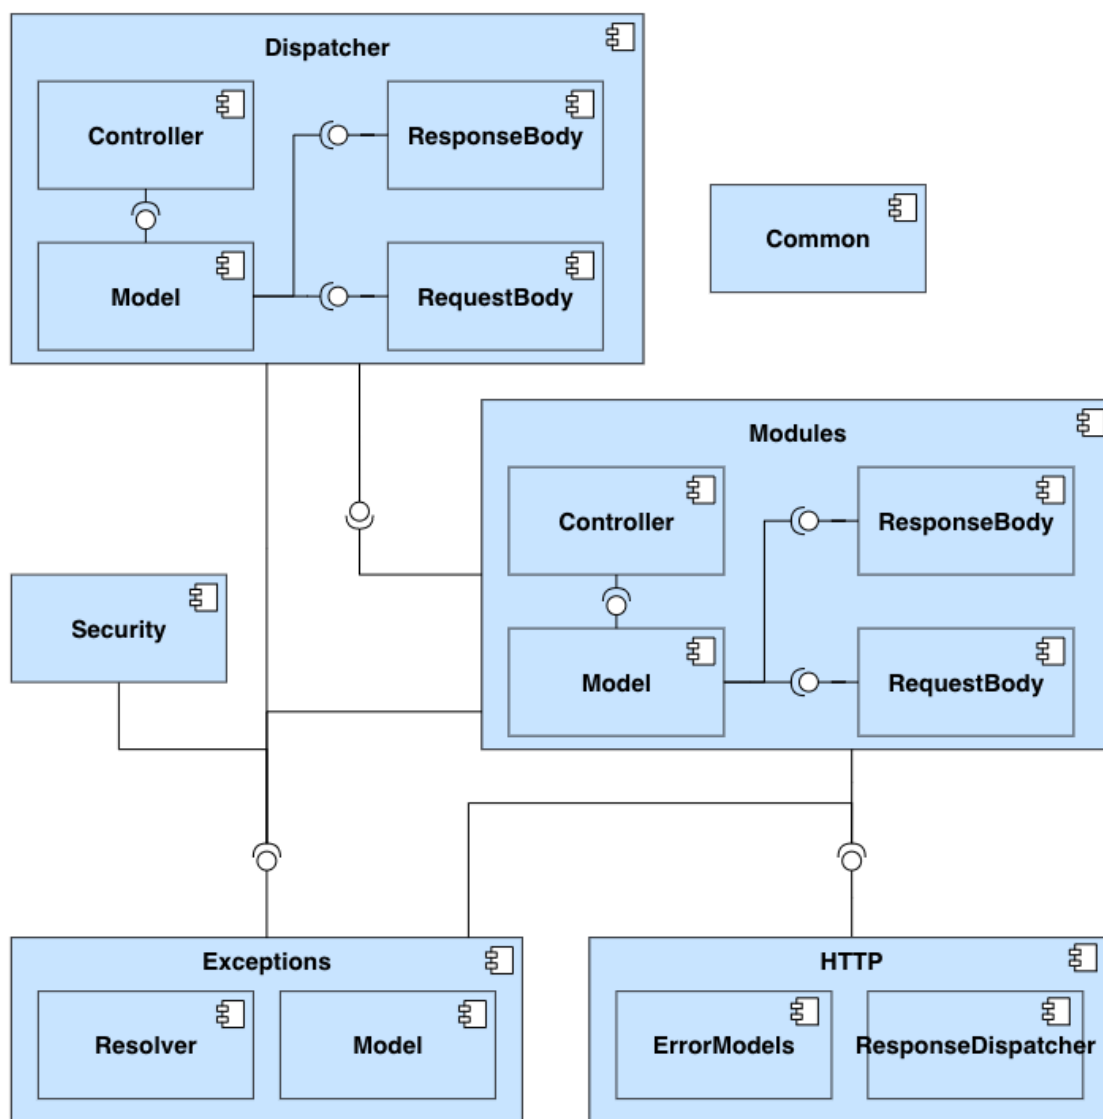 Dispatcher
Controller
ResponseBody
Model
RequestBody
Common
Modules
Controller
ResponseBody
Security
Model
RequestBody
Exceptions
HTTP
Resolver
Model
ErrorModels
ResponseDispatcher